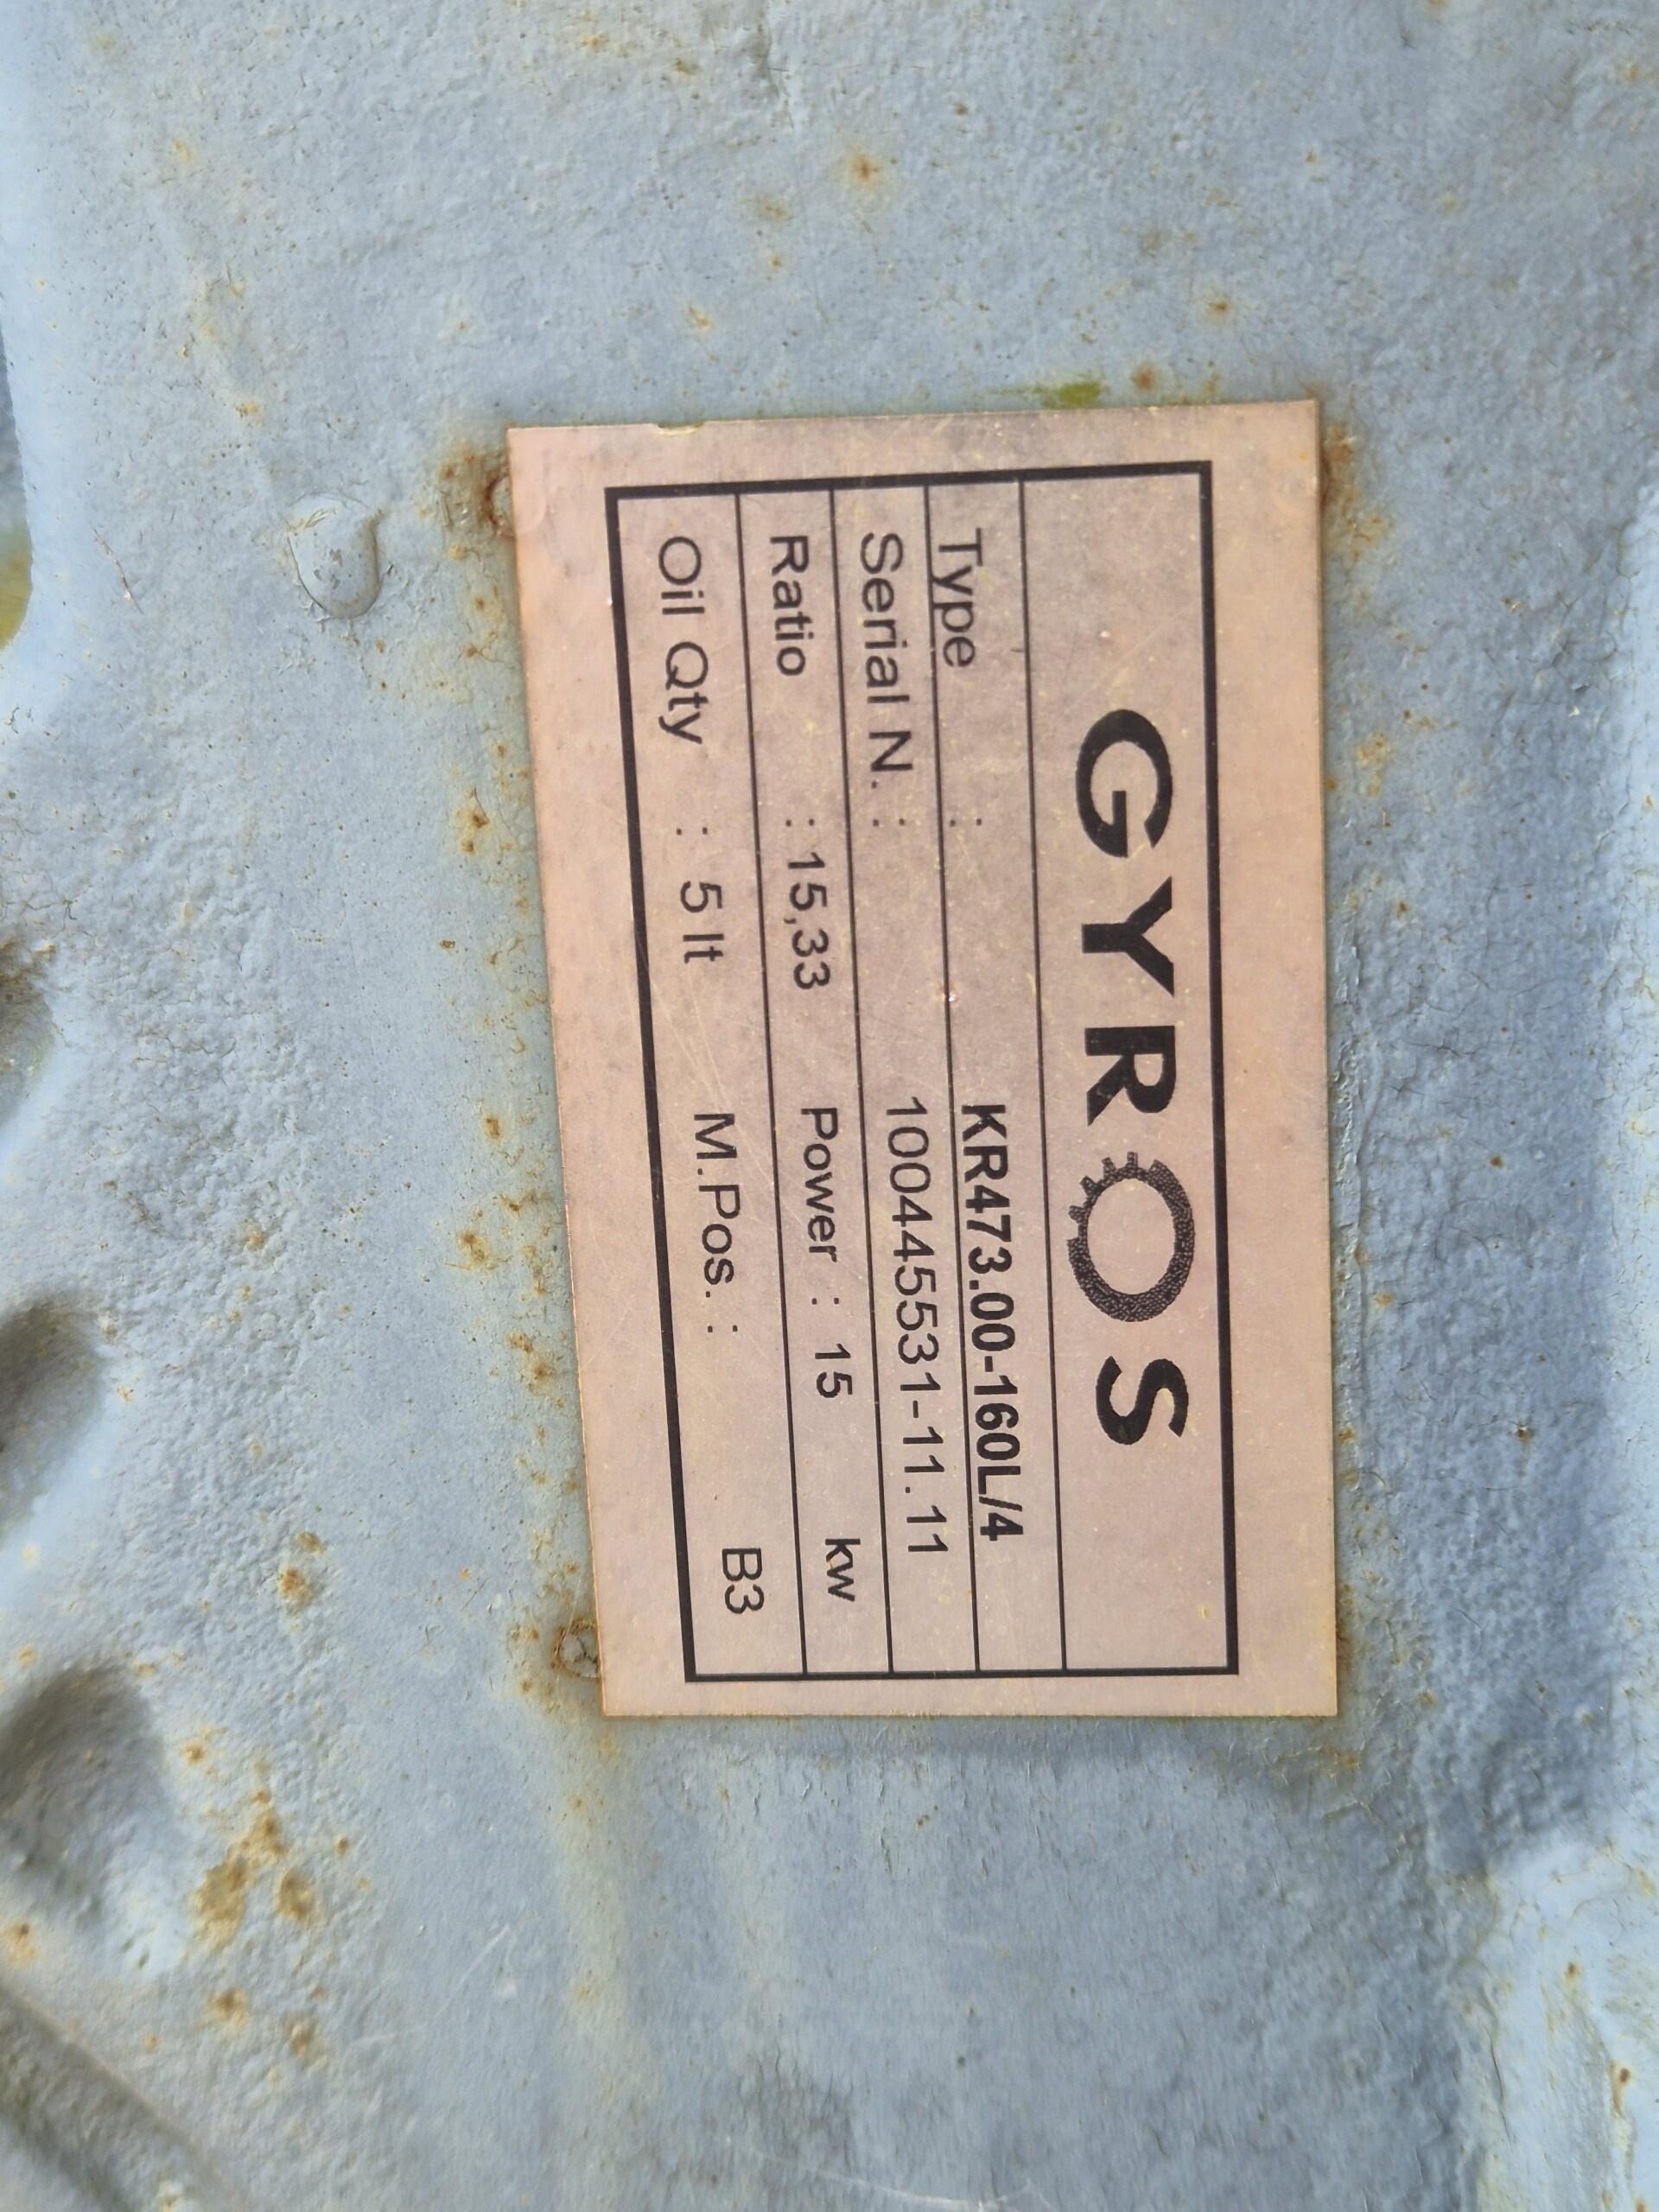 GYROS
Type : KR473.00-160L/4
Serial N. : 100445531-11.11
Ratio : 15,33 Power : 15 kw
Oil Qty : 5 lt M.Pos. : B3